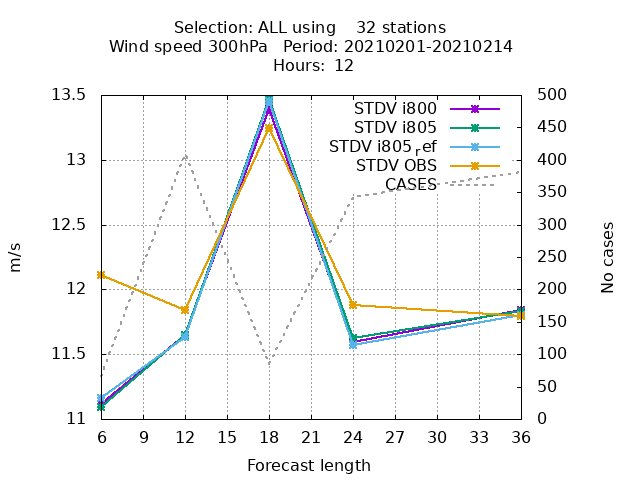 Selection: ALL using    32 stations
Wind speed 300hPa   Period: 20210201-20210214
Hours: 12
STDV i800
STDV i805
STDV i805ref
STDV OBS
CASES
13.5
13
12.5
12
11.5
11
m/s
500
450
400
350
300
250
200
150
100
50
0
No cases
6 9 12 15 18 21 24 27 30 33 36
Forecast length